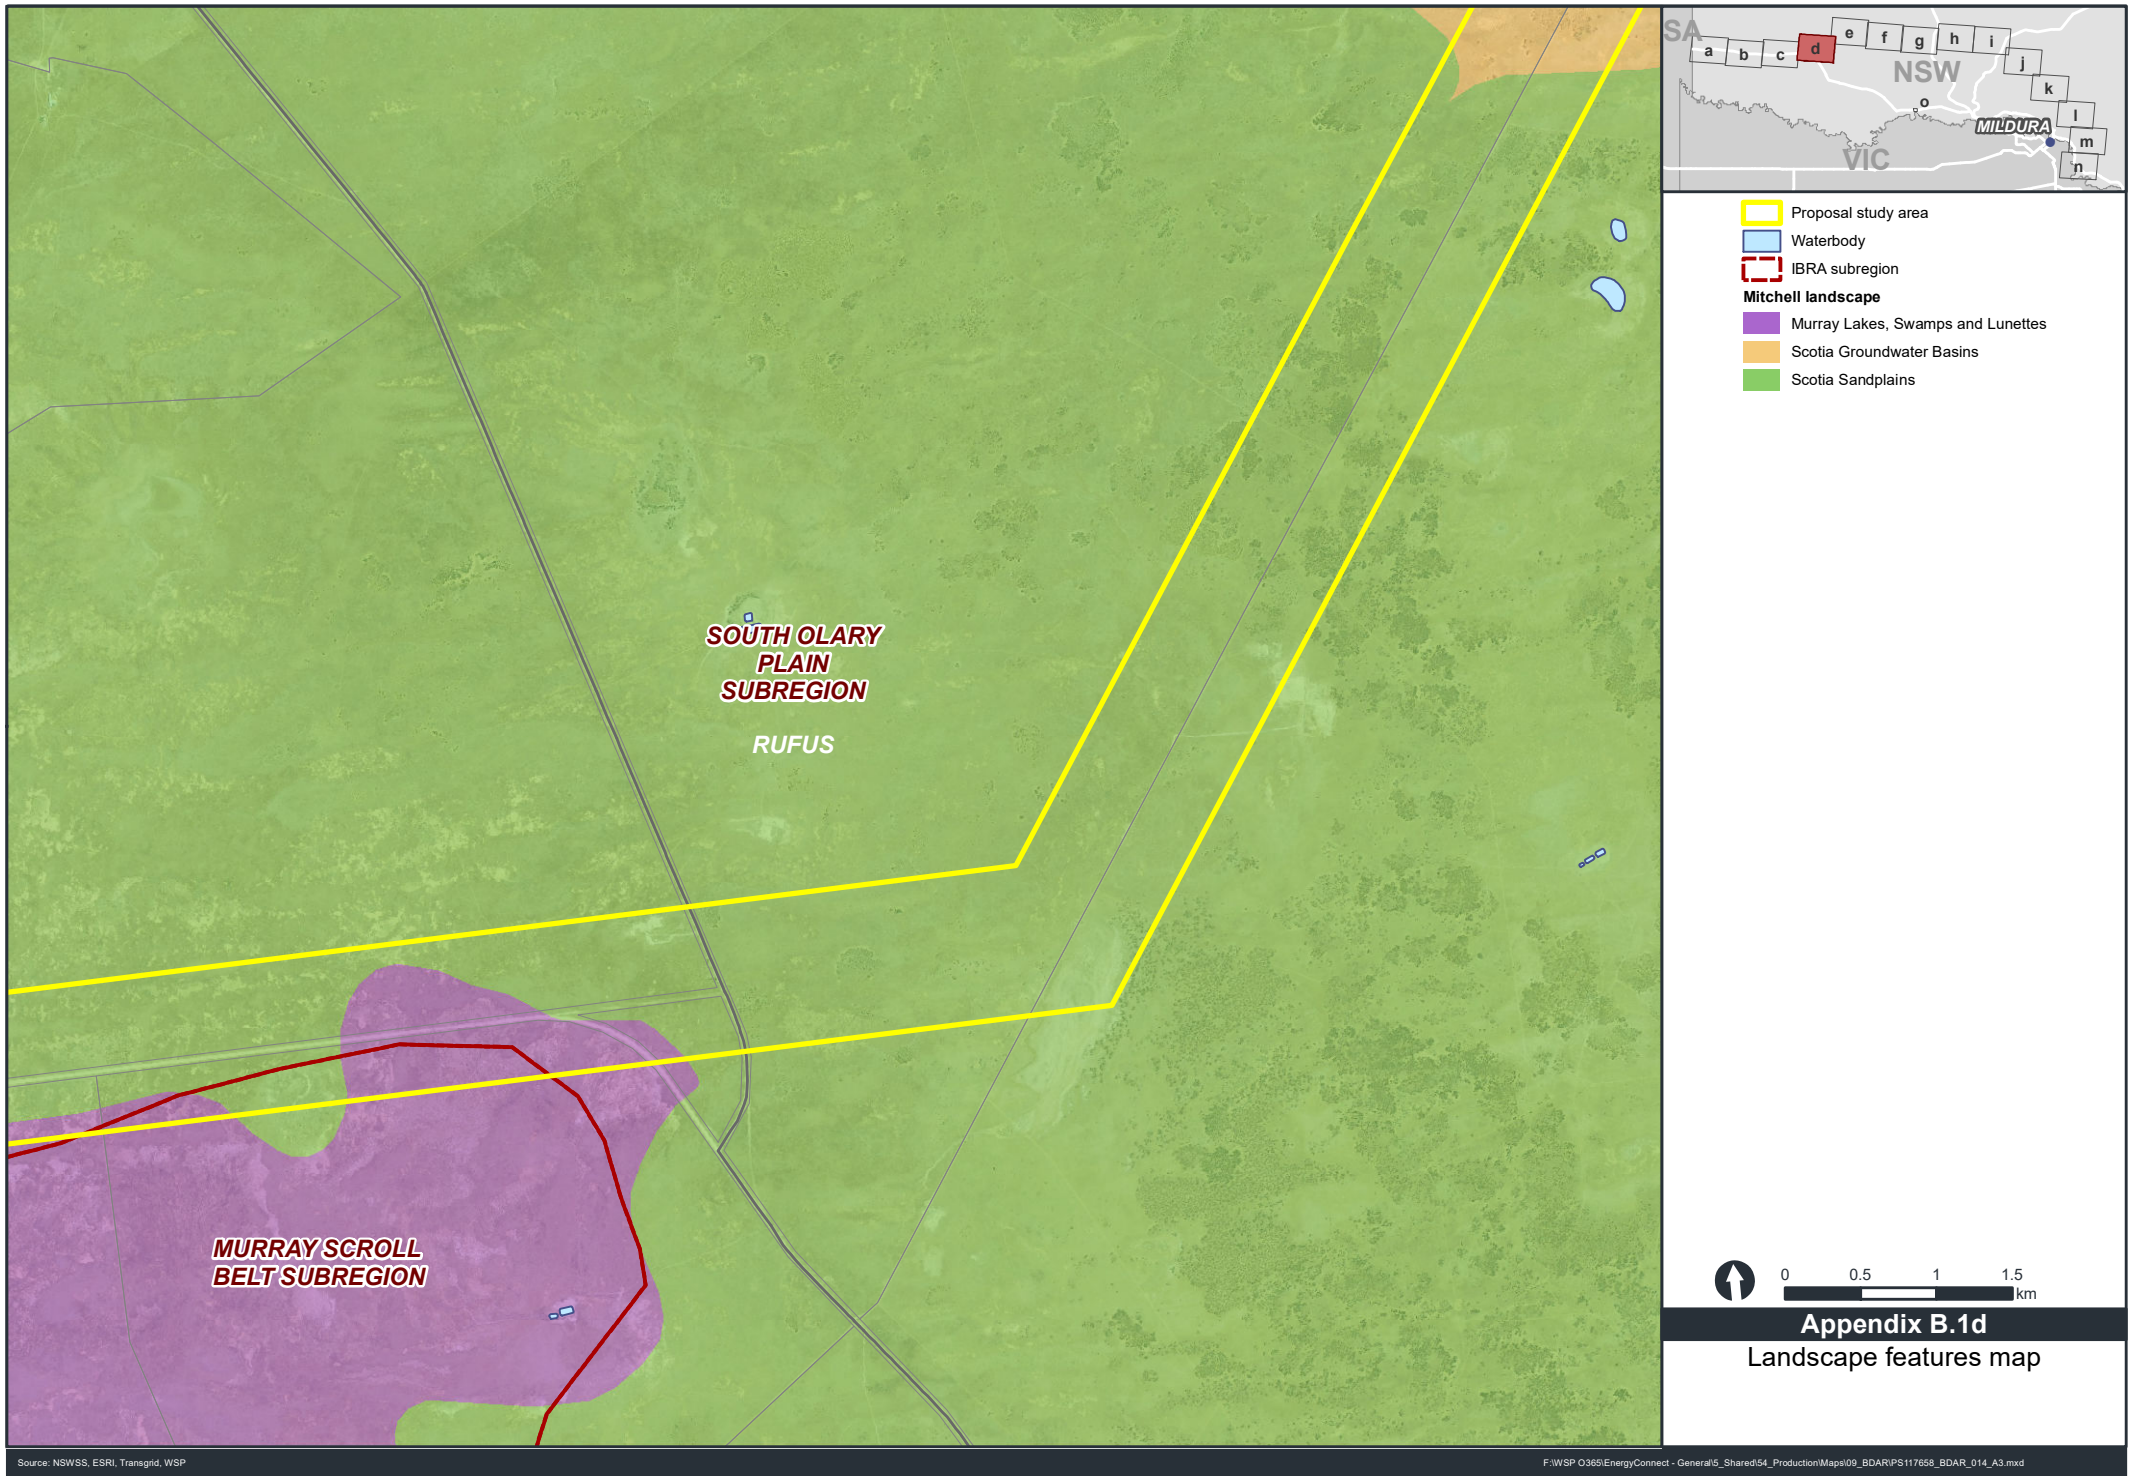 SOUTH OLARY
PLAIN
SUBREGION
RUFUS
MURRAY SCROLL
BELT SUBREGION
SA
a
b
c
d
e
f
g
h
i
j
k
l
m
n
o
NSW
MILDURA
VIC
Proposal study area
Waterbody
IBRA subregion
Mitchell landscape
Murray Lakes, Swamps and Lunettes
Scotia Groundwater Basins
Scotia Sandplains
0 0.5 1 1.5
km
Appendix B.1d
Landscape features map
Source: NSWSS, ESRI, Transgrid, WSP
F:\WSP O365\EnergyConnect - General\5_Shared\54_Production\Maps\09_BDAR\PS117658_BDAR_014_A3.mxd